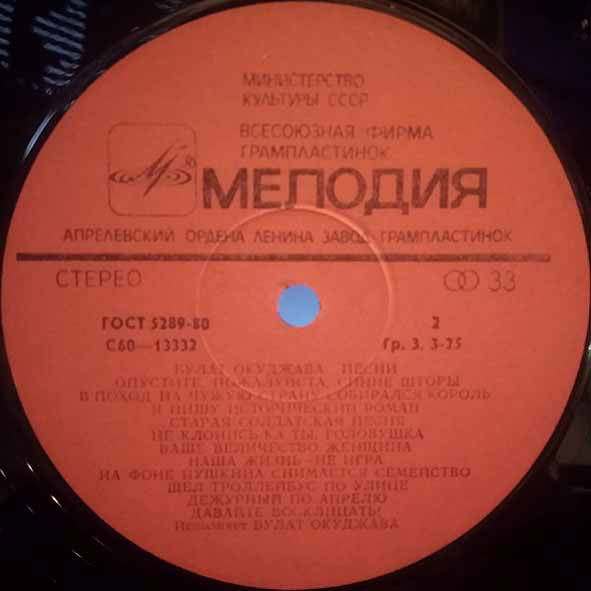 МИНИСТЕРСТВО
КУЛЬТУРЫ СССР
ВСЕСОЮЗНАЯ ФИРМА
ГРАМПЛАСТИНОК
МЕЛОДИЯ
АПРЕЛЕВСКИЙ ОРДЕНА ЛЕНИНА ЗАВОД ГРАМПЛАСТИНОК
СТЕРЕО 33
ГОСТ 5289-80 2
С60—13332 Гр. 3. 3-25
БУЛАТ ОКУДЖАВА ПЕСНИ
ОПУСТИТЕ, ПОЖАЛУЙСТА, СИНИЕ ШТОРЫ
В ПОХОД НА ЧУЖУЮ СТРАНУ СОБИРАЛСЯ КОРОЛЬ
Я ПИШУ ИСТОРИЧЕСКИЙ РОМАН
СТАРАЯ СОЛДАТСКАЯ ПЕСНЯ
НЕ КЛОНИСЬ-КА ТЫ, ГОЛОВУШКА
ВАШЕ ВЕЛИЧЕСТВО ЖЕНЩИНА
НАША ЖИЗНЬ—НЕ ИГРА
НА ФОНЕ ПУШКИНА СНИМАЕТСЯ СЕМЕЙСТВО
ШЕЛ ТРОЛЛЕЙБУС ПО УЛИЦЕ
ДЕЖУРНЫЙ ПО АПРЕЛЮ
ДАВАЙТЕ ВОСКЛИЦАТЬ!
Исполняет БУЛАТ ОКУДЖАВА